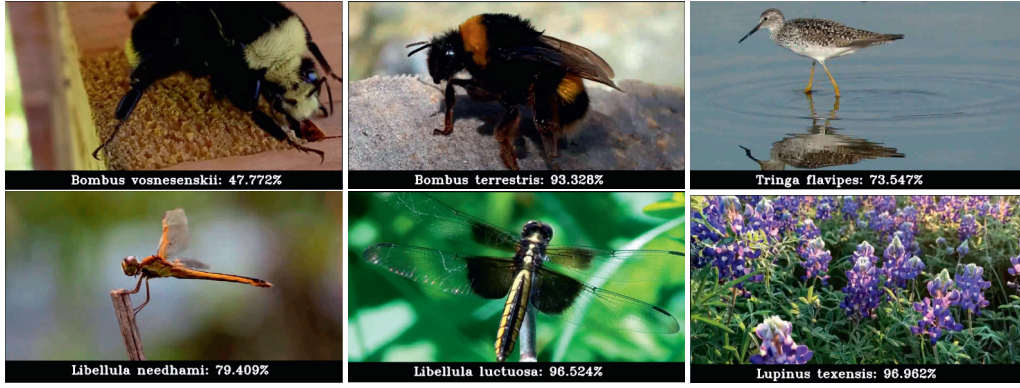 Bombus vosnesenskii: 47.772%
Bombus terrestris: 93.328%
Tringa flavipes: 73.547%
Libellula needhami: 79.409%
Libellula luctuosa: 96.524%
Lupinus texensis: 96.962%